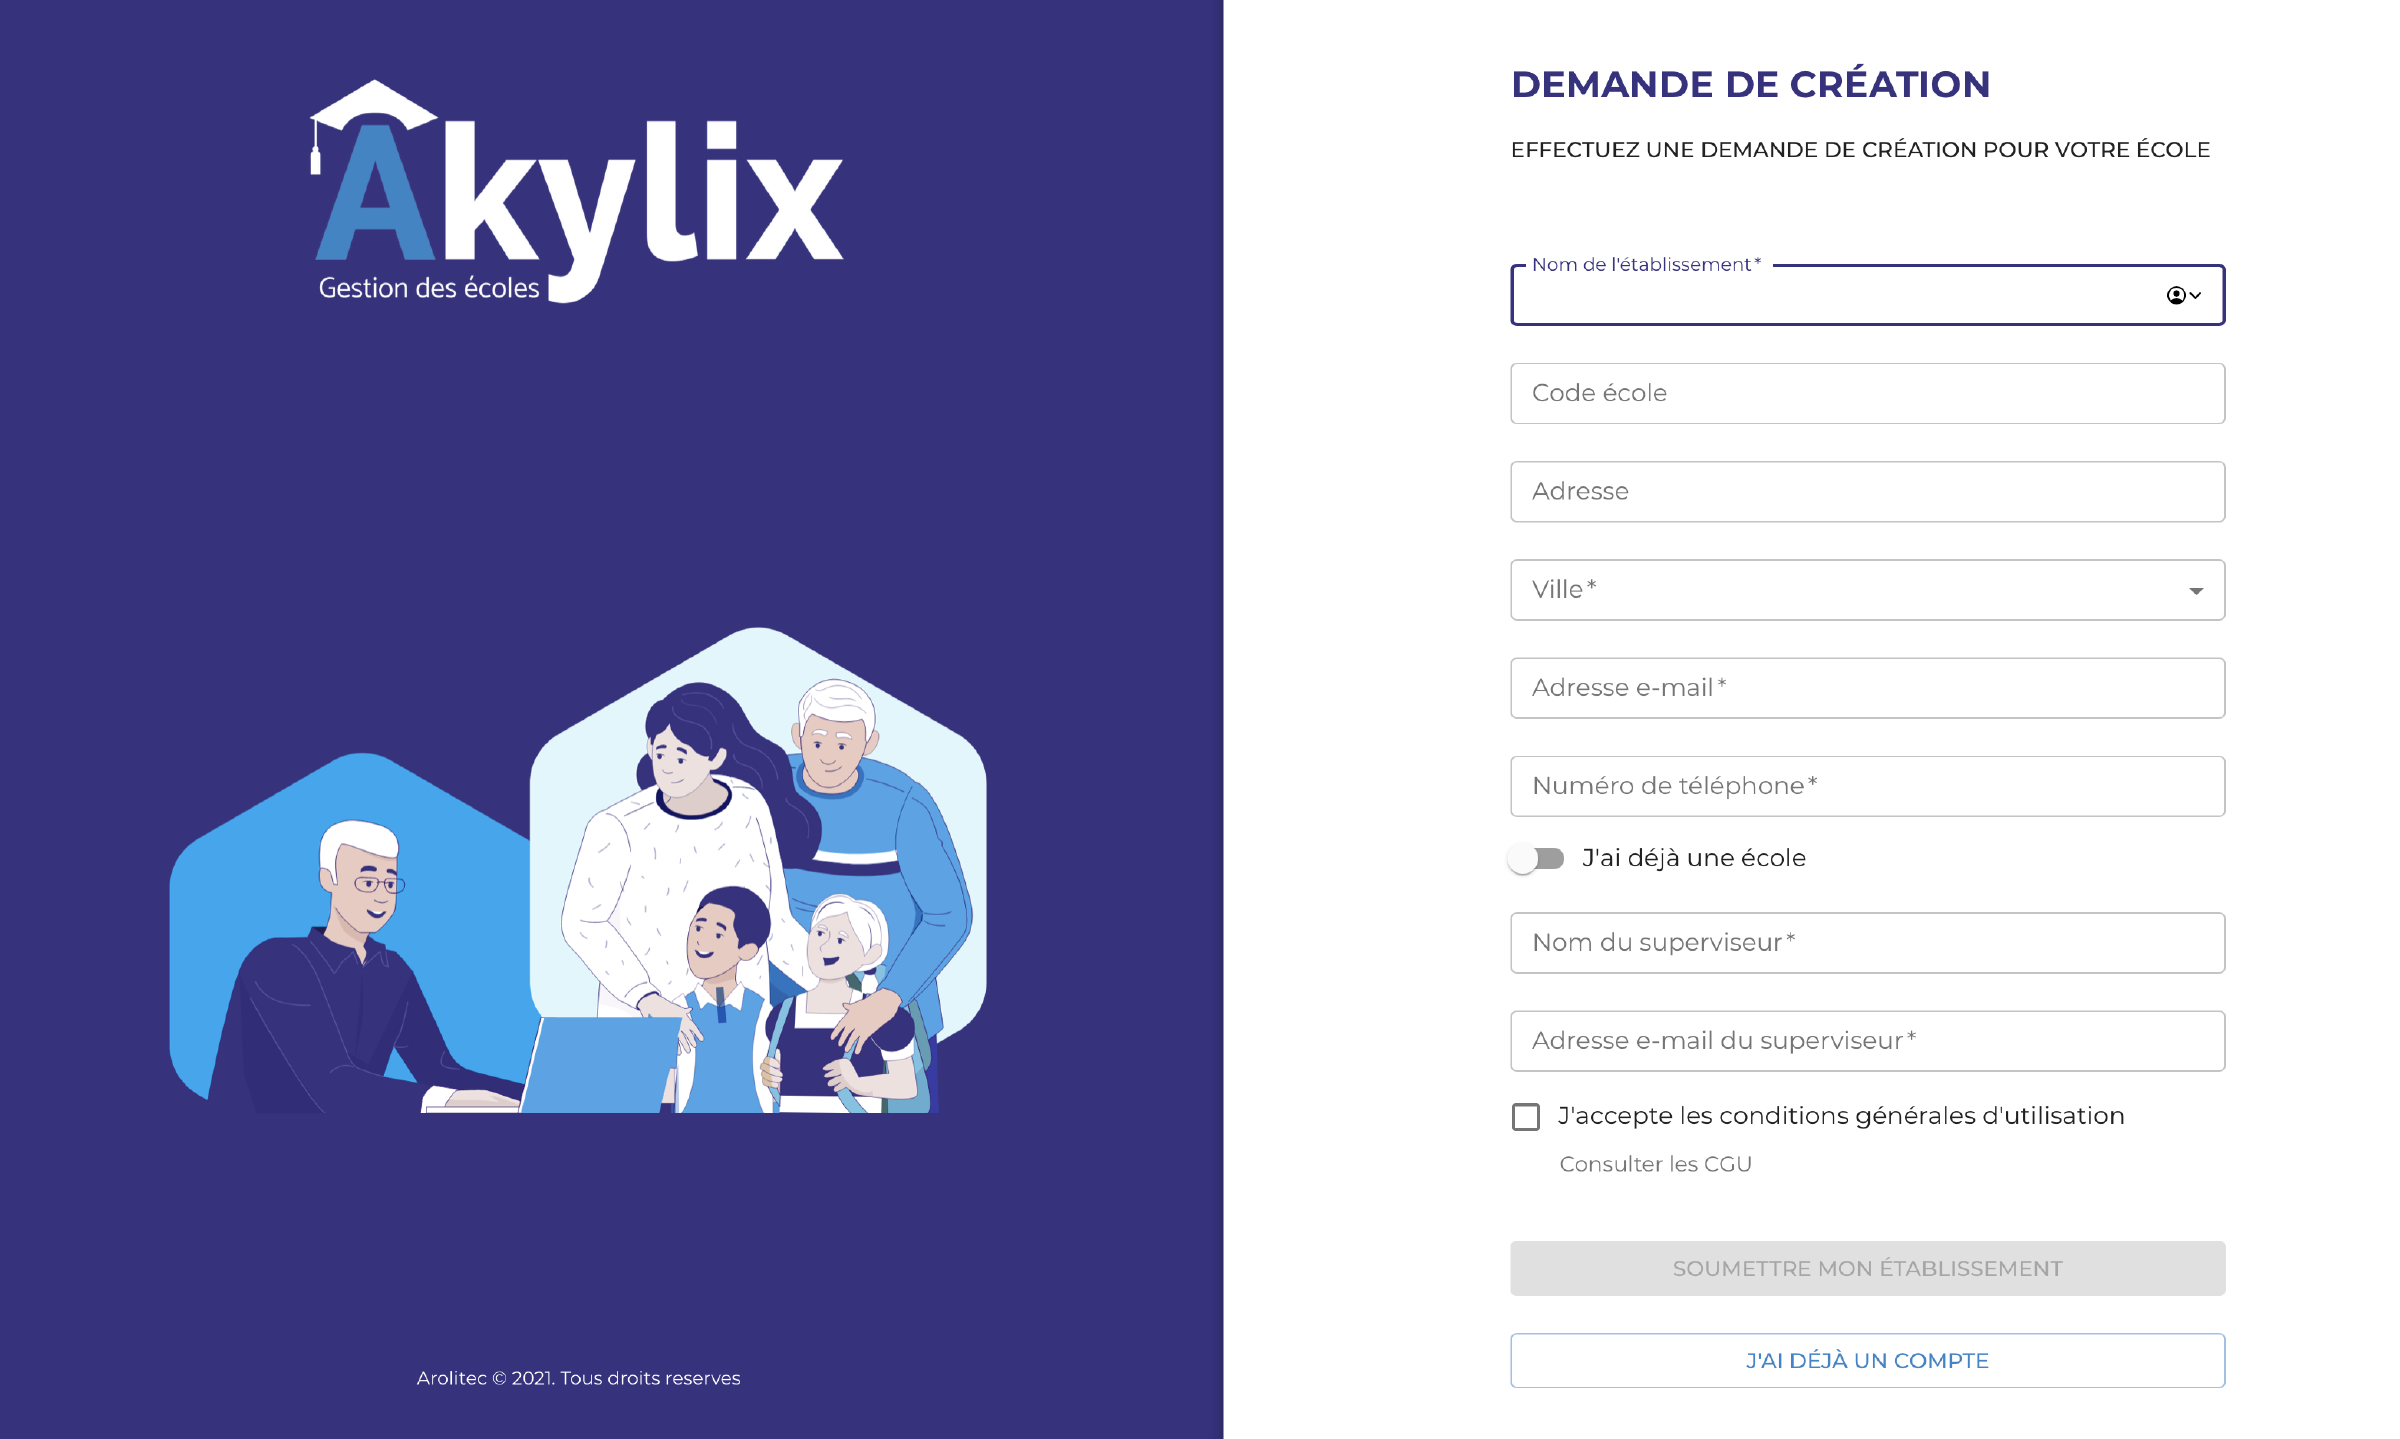 Akylix
Gestion des écoles
Arolitec © 2021. Tous droits reserves
DEMANDE DE CRÉATION
EFFECTUEZ UNE DEMANDE DE CRÉATION POUR VOTRE ÉCOLE
Nom de l'établissement*
Code école
Adresse
Ville*
Adresse e-mail*
Numéro de téléphone*
J'ai déjà une école
Nom du superviseur*
Adresse e-mail du superviseur*
J'accepte les conditions générales d'utilisation
Consulter les CGU
SOUMETTRE MON ÉTABLISSEMENT
J'AI DÉJÀ UN COMPTE